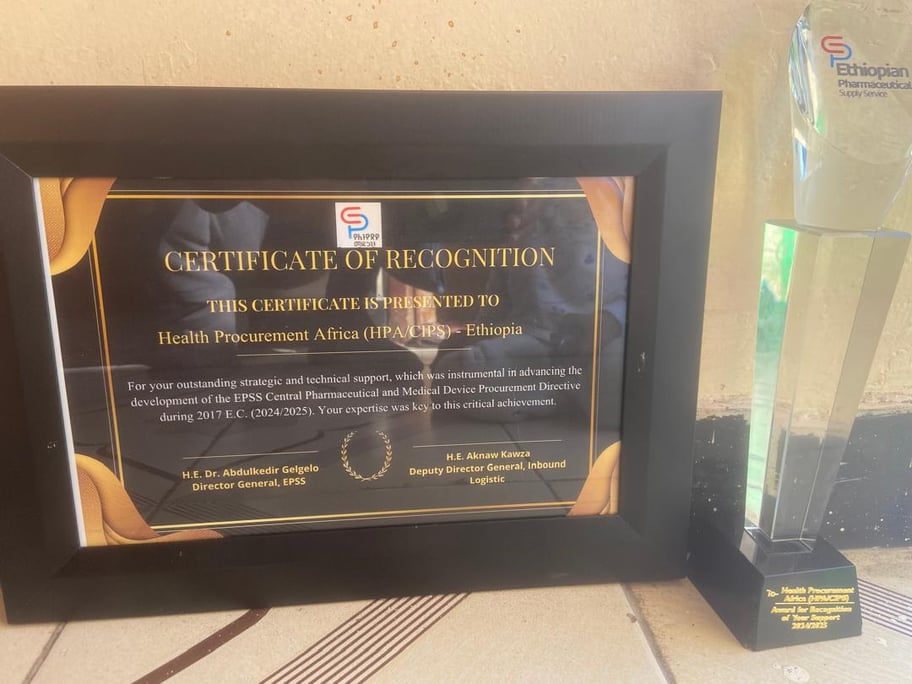 CERTIFICATE OF RECOGNITION
THIS CERTIFICATE IS PRESENTED TO
Health Procurement Africa (HPA/CIPS) - Ethiopia
For your outstanding strategic and technical support, which was instrumental in advancing the
development of the EPSS Central Pharmaceutical and Medical Device Procurement Directive
during 2017 E.C. (2024/2025). Your expertise was key to this critical achievement.
H.E. Dr. Abdulkedir Gelgelo
Director General, EPSS
H.E. Aknaw Kawza
Deputy Director General, Inbound
Logistic
Ethiopian
Pharmaceutical
Supply Service
To- Health Procurement
Africa (HPA/CIPS)
Award for Recognition
of Your Support
2024/2025